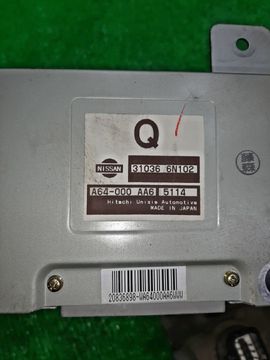 Q
NISSAN
31036 6N102
A64-000 AA6 5114
Hitachi Unisia Automotive
MADE IN JAPAN